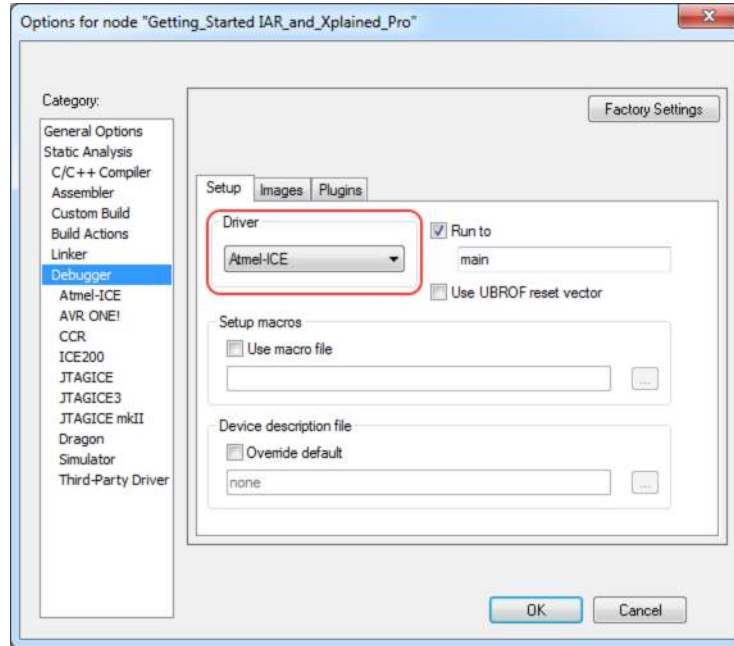 Options for node "Getting_Started IAR_and_Xplained_Pro"
Category:
General Options
Static Analysis
C/C++ Compiler
Assembler
Custom Build
Build Actions
Linker
Debugger
Atmel-ICE
AVR ONE!
CCR
ICE200
JTAGICE
JTAGICE3
JTAGICE mkII
Dragon
Simulator
Third-Party Driver
Factory Settings
Setup Images Plugins
Driver
Atmel-ICE
Run to
main
Use UBROF reset vector
Setup macros
Use macro file
...
Device description file
Override default
none
...
OK Cancel